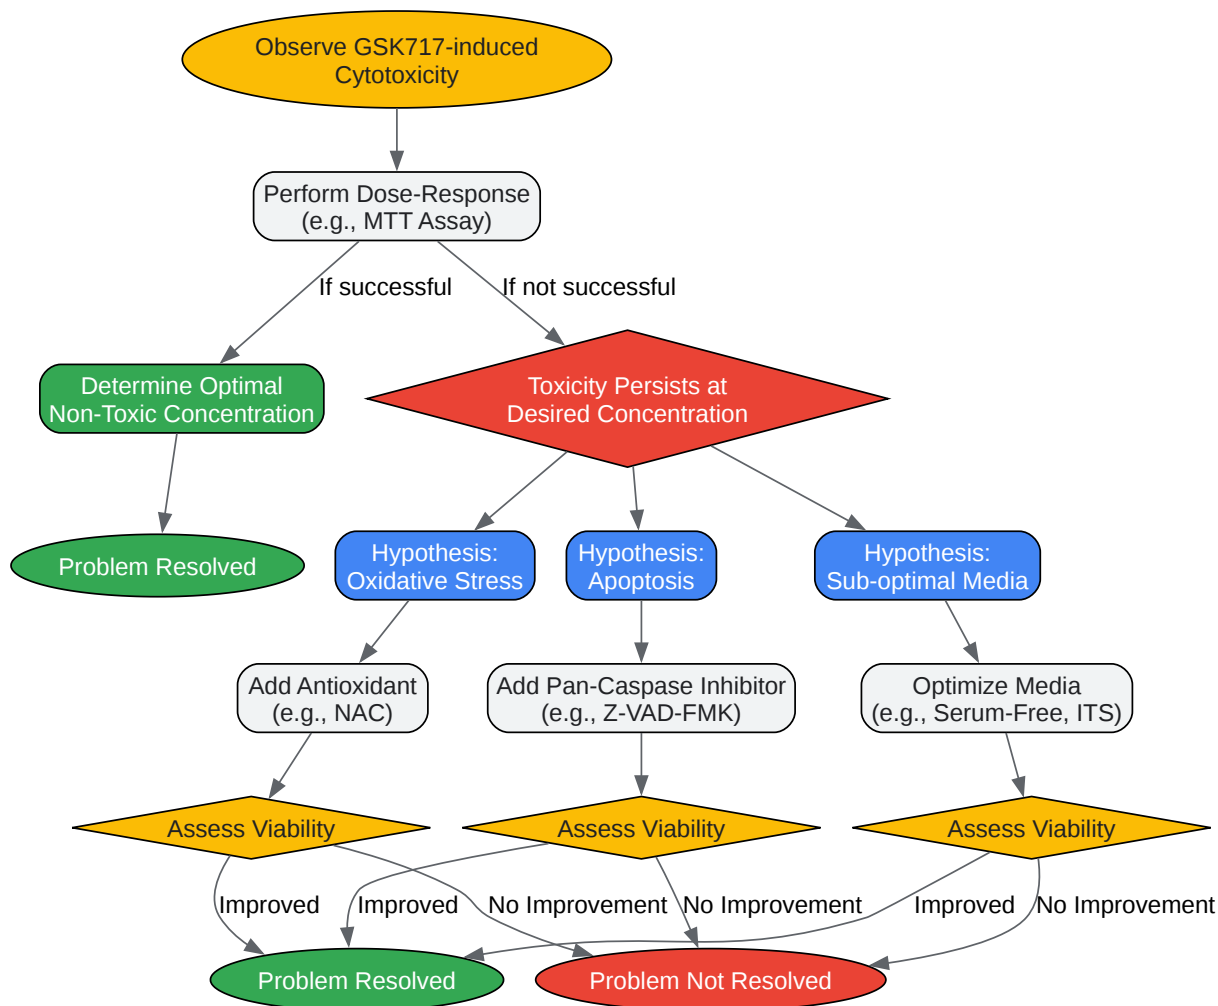 Observe GSK717-induced
Cytotoxicity
Perform Dose-Response
(e.g., MTT Assay)
If successful
If not successful
Determine Optimal
Non-Toxic Concentration
Toxicity Persists at
Desired Concentration
Problem Resolved
Hypothesis:
Oxidative Stress
Hypothesis:
Apoptosis
Hypothesis:
Sub-optimal Media
Add Antioxidant
(e.g., NAC)
Add Pan-Caspase Inhibitor
(e.g., Z-VAD-FMK)
Optimize Media
(e.g., Serum-Free, ITS)
Assess Viability
Assess Viability
Assess Viability
Improved
Improved
No Improvement
No Improvement
Improved
No Improvement
Problem Resolved
Problem Not Resolved